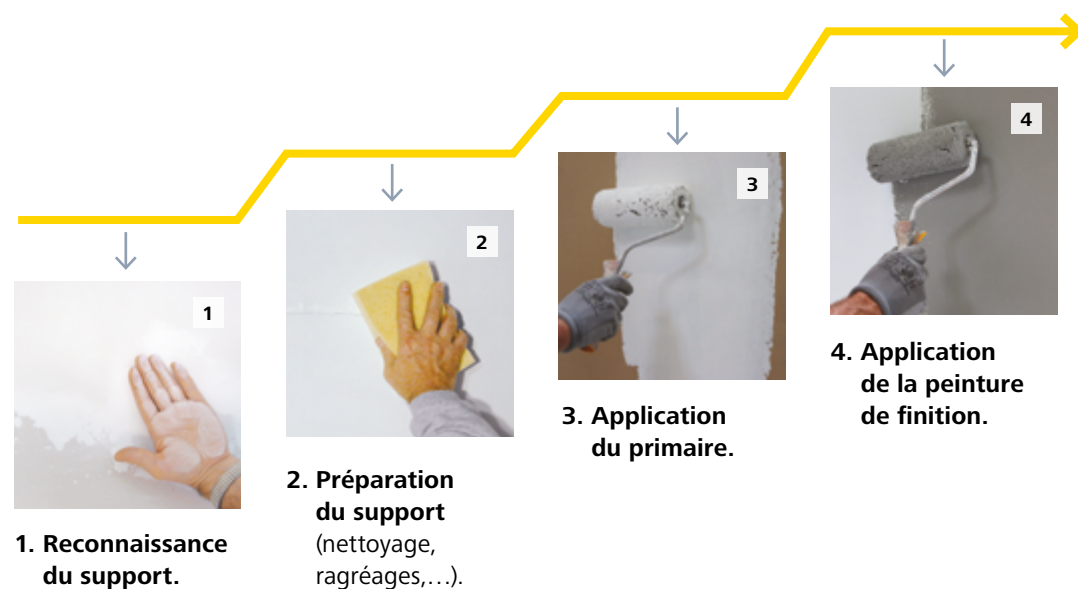 1
2
3
4
1. Reconnaissance
du support.
2. Préparation
du support
(nettoyage,
ragréages,…).
3. Application
du primaire.
4. Application
de la peinture
de finition.